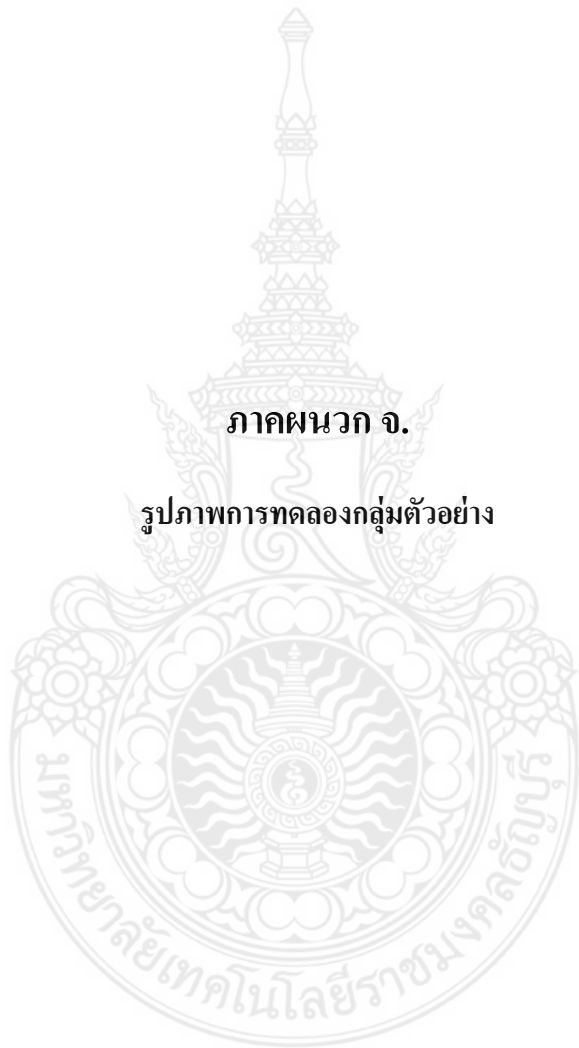 ภาคผนวก จ.
รูปภาพการทดลองกลุ่มตัวอย่าง
มหาวิทยาลัยเทคโนโลยีราชมงคลธัญบุรี